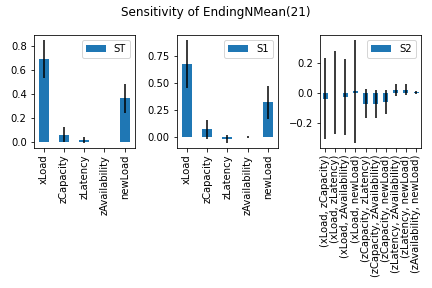 Sensitivity of EndingNMean(21)
ST
0.8
0.6
0.4
0.2
0.0
xLoad
zCapacity
zLatency
zAvailability
newLoad
S1
0.75
0.50
0.25
0.00
xLoad
zCapacity
zLatency
zAvailability
newLoad
S2
0.2
0.0
−0.2
(xLoad, zCapacity)
(xLoad, zLatency)
(xLoad, zAvailability)
(xLoad, newLoad)
(zCapacity, zLatency)
(zCapacity, zAvailability)
(zCapacity, newLoad)
(zLatency, zAvailability)
(zLatency, newLoad)
(zAvailability, newLoad)